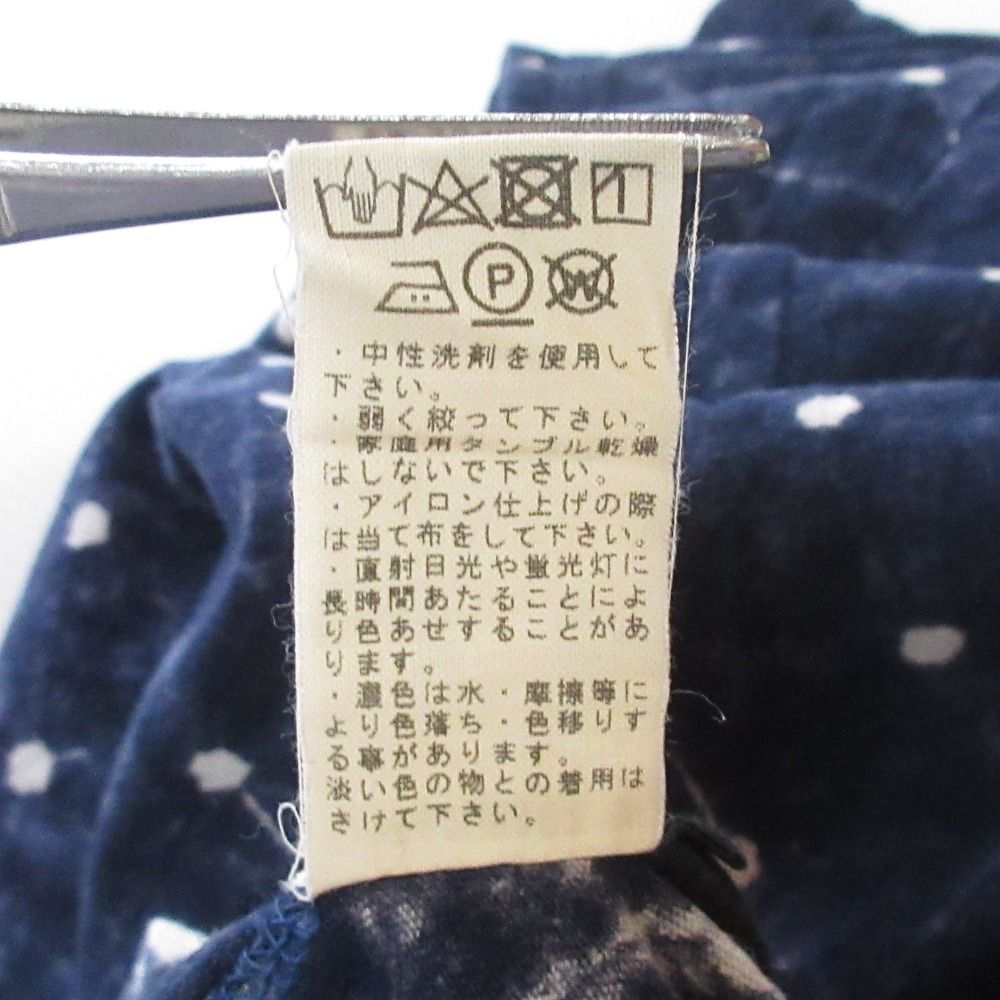 P
W
・中性洗剤を使用して
下さい。
・弱く絞って下さい。
・家庭用タンブル乾燥
はしないで下さい。
・アイロン仕上げの際
は当て布をして下さい。
・直射日光や蛍光灯に
長時間あたることによ
り色あせすることがあ
ります。
・濃色は水・摩擦等に
より色落ち・色移りす
る事があります。
淡い色の物との着用は
さけて下さい。